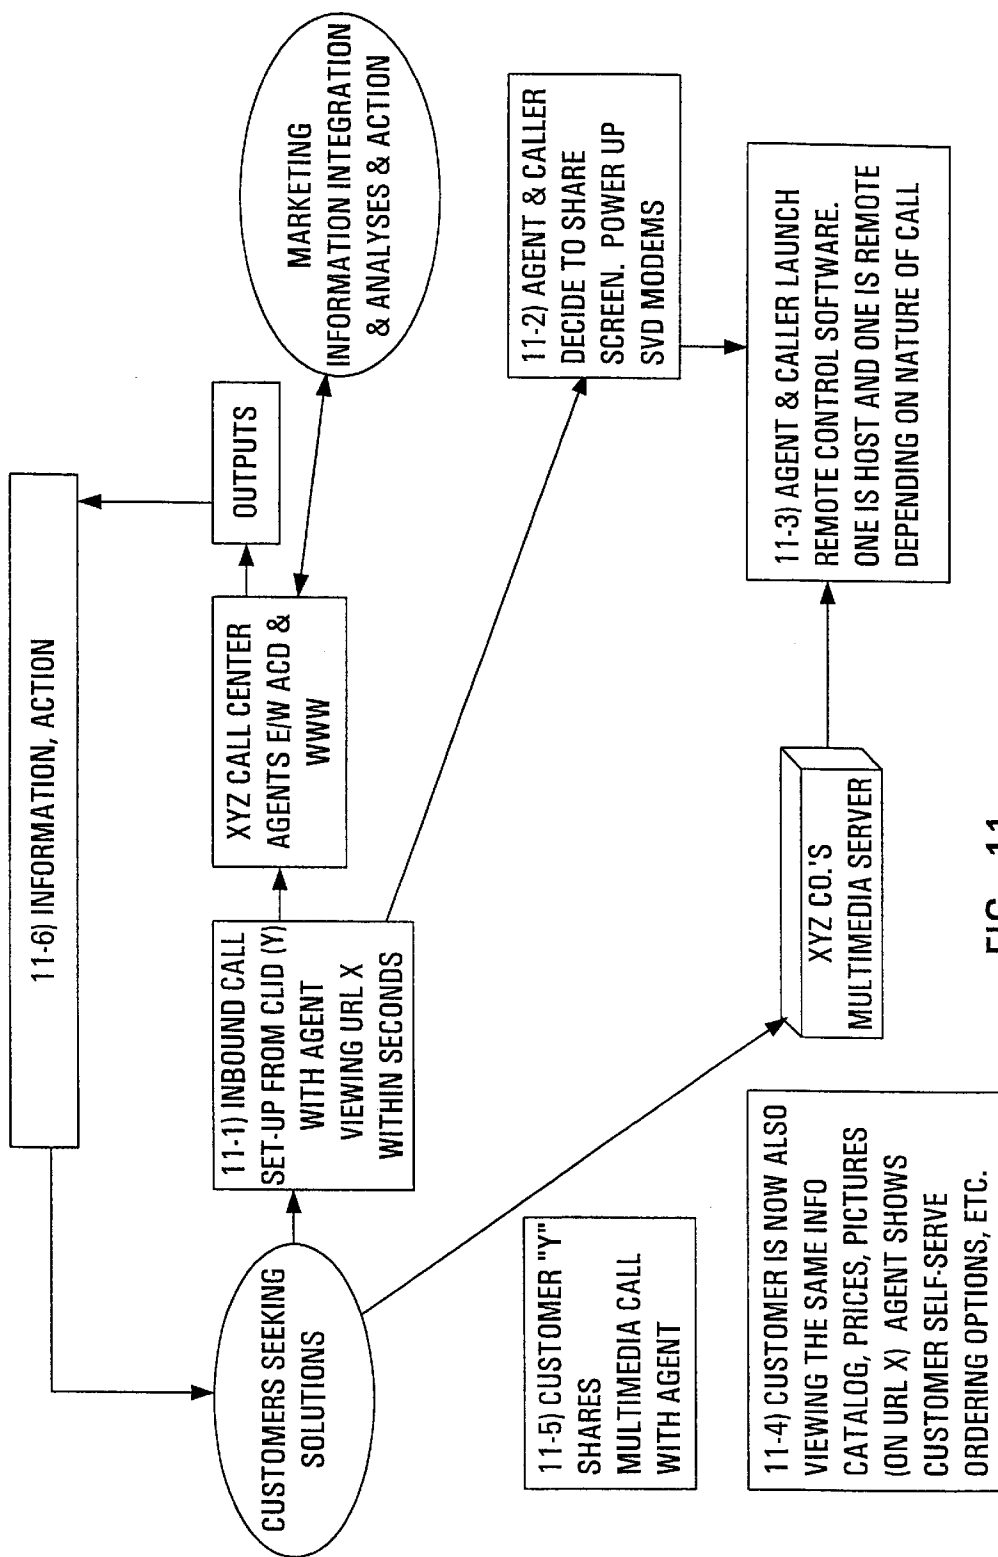 11-6) INFORMATION, ACTION
CUSTOMERS SEEKING
SOLUTIONS
11-1) INBOUND CALL
SET-UP FROM CLID (Y)
WITH AGENT
VIEWING URL X
WITHIN SECONDS
XYZ CALL CENTER
AGENTS E/W ACD &
WWW
OUTPUTS
MARKETING
INFORMATION INTEGRATION
& ANALYSES & ACTION
11-5) CUSTOMER "Y"
SHARES
MULTIMEDIA CALL
WITH AGENT
11-2) AGENT & CALLER
DECIDE TO SHARE
SCREEN. POWER UP
SVD MODEMS
11-4) CUSTOMER IS NOW ALSO
VIEWING THE SAME INFO
CATALOG, PRICES, PICTURES
(ON URL X) AGENT SHOWS
CUSTOMER SELF-SERVE
ORDERING OPTIONS, ETC.
XYZ CO.'S
MULTIMEDIA SERVER
11-3) AGENT & CALLER LAUNCH
REMOTE CONTROL SOFTWARE.
ONE IS HOST AND ONE IS REMOTE
DEPENDING ON NATURE OF CALL
FIG. 11